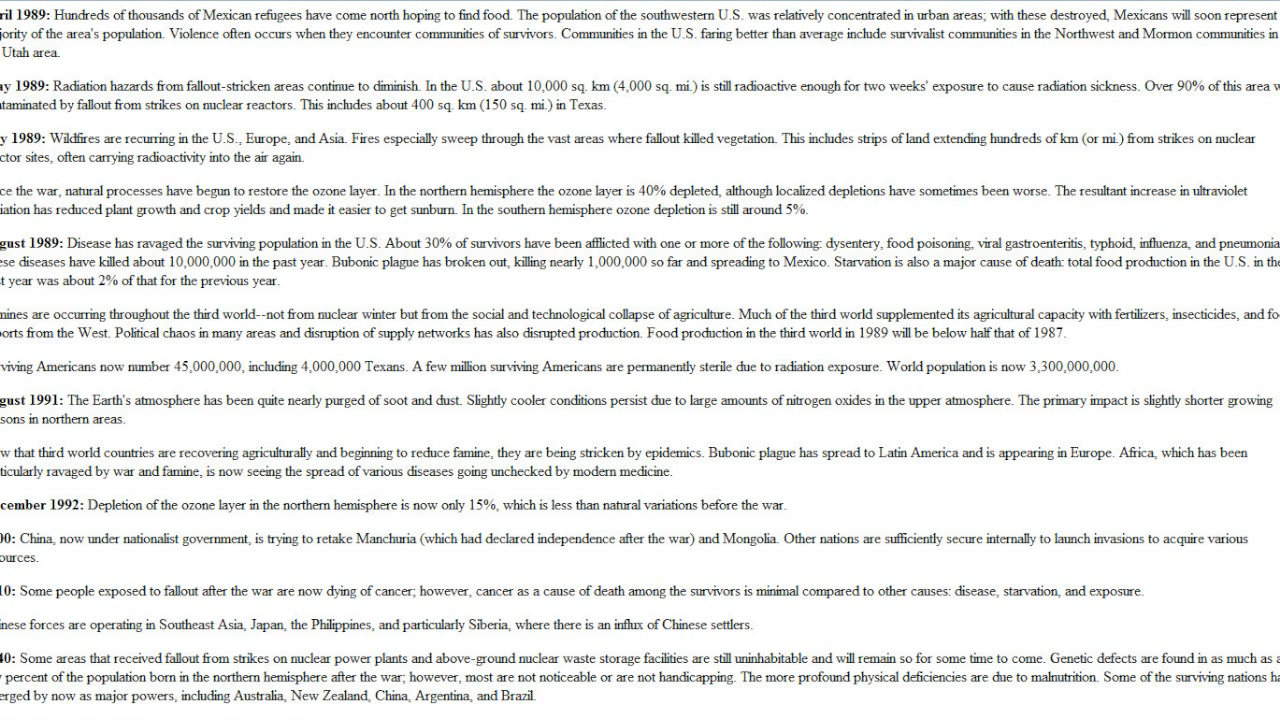 ril 1989: Hundreds of thousands of Mexican refugees have come north hoping to find food. The population of the southwestern U.S. was relatively concentrated in urban areas; with these destroyed, Mexicans will soon represent
jority of the area's population. Violence often occurs when they encounter communities of survivors. Communities in the U.S. faring better than average include survivalist communities in the Northwest and Mormon communities in
Utah area.
ay 1989: Radiation hazards from fallout-stricken areas continue to diminish. In the U.S. about 10,000 sq. km (4,000 sq. mi.) is still radioactive enough for two weeks' exposure to cause radiation sickness. Over 90% of this area w
ntaminated by fallout from strikes on nuclear reactors. This includes about 400 sq. km (150 sq. mi.) in Texas.
y 1989: Wildfires are recurring in the U.S., Europe, and Asia. Fires especially sweep through the vast areas where fallout killed vegetation. This includes strips of land extending hundreds of km (or mi.) from strikes on nuclear
ctor sites, often carrying radioactivity into the air again.
ce the war, natural processes have begun to restore the ozone layer. In the northern hemisphere the ozone layer is 40% depleted, although localized depletions have sometimes been worse. The resultant increase in ultraviolet
iation has reduced plant growth and crop yields and made it easier to get sunburn. In the southern hemisphere ozone depletion is still around 5%.
gust 1989: Disease has ravaged the surviving population in the U.S. About 30% of survivors have been afflicted with one or more of the following: dysentery, food poisoning, viral gastroenteritis, typhoid, influenza, and pneumonia
ese diseases have killed about 10,000,000 in the past year. Bubonic plague has broken out, killing nearly 1,000,000 so far and spreading to Mexico. Starvation is also a major cause of death: total food production in the U.S. in the
t year was about 2% of that for the previous year.
mines are occurring throughout the third world--not from nuclear winter but from the social and technological collapse of agriculture. Much of the third world supplemented its agricultural capacity with fertilizers, insecticides, and fo
ports from the West. Political chaos in many areas and disruption of supply networks has also disrupted production. Food production in the third world in 1989 will be below half that of 1987.
rviving Americans now number 45,000,000, including 4,000,000 Texans. A few million surviving Americans are permanently sterile due to radiation exposure. World population is now 3,300,000,000.
gust 1991: The Earth's atmosphere has been quite nearly purged of soot and dust. Slightly cooler conditions persist due to large amounts of nitrogen oxides in the upper atmosphere. The primary impact is slightly shorter growing
sons in northern areas.
w that third world countries are recovering agriculturally and beginning to reduce famine, they are being stricken by epidemics. Bubonic plague has spread to Latin America and is appearing in Europe. Africa, which has been
ticularly ravaged by war and famine, is now seeing the spread of various diseases going unchecked by modern medicine.
cember 1992: Depletion of the ozone layer in the northern hemisphere is now only 15%, which is less than natural variations before the war.
00: China, now under nationalist government, is trying to retake Manchuria (which had declared independence after the war) and Mongolia. Other nations are sufficiently secure internally to launch invasions to acquire various
ources.
10: Some people exposed to fallout after the war are now dying of cancer; however, cancer as a cause of death among the survivors is minimal compared to other causes: disease, starvation, and exposure.
inese forces are operating in Southeast Asia, Japan, the Philippines, and particularly Siberia, where there is an influx of Chinese settlers.
40: Some areas that received fallout from strikes on nuclear power plants and above-ground nuclear waste storage facilities are still uninhabitable and will remain so for some time to come. Genetic defects are found in as much as a
y percent of the population born in the northern hemisphere after the war; however, most are not noticeable or are not handicapping. The more profound physical deficiencies are due to malnutrition. Some of the surviving nations ha
erged by now as major powers, including Australia, New Zealand, China, Argentina, and Brazil.